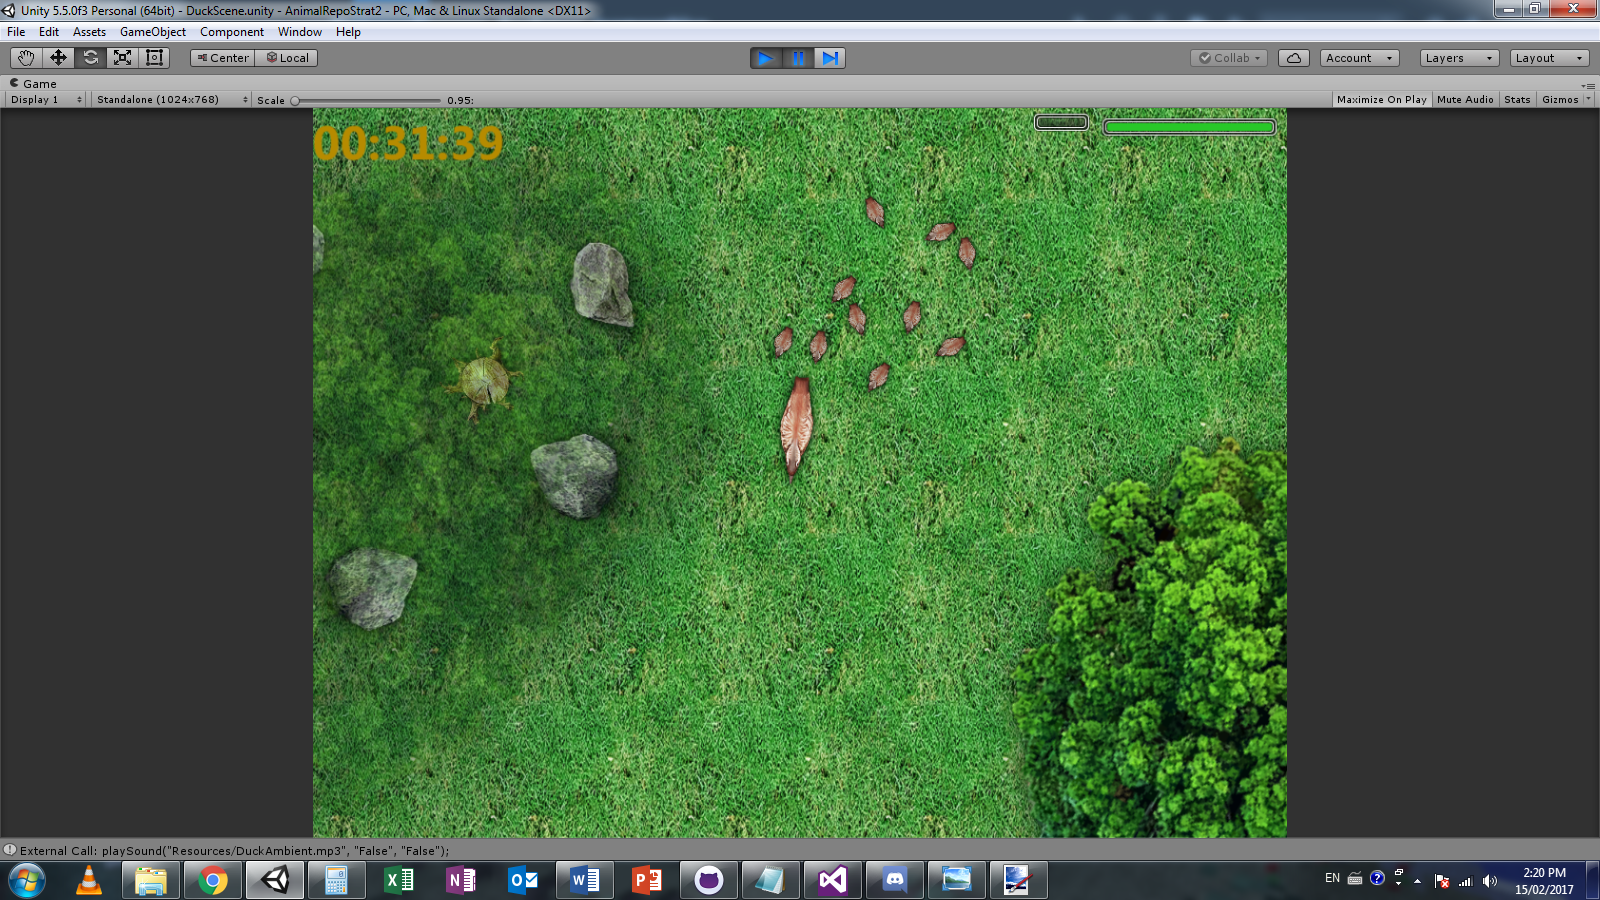 Unity 5.5.0f3 Personal (64bit) - DuckScene.unity - AnimalRepoStrat2 - PC, Mac & Linux Standalone <DX11>
File Edit Assets GameObject Component Window Help
Center Local Collab Account Layers Layout
Game
Display 1 Standalone (1024x768) Scale 0.95: Maximize On Play Mute Audio Stats Gizmos
00:31:39
External Call: playSound("Resources/DuckAmbient.mp3", "False", "False");
EN 2:20 PM
15/02/2017